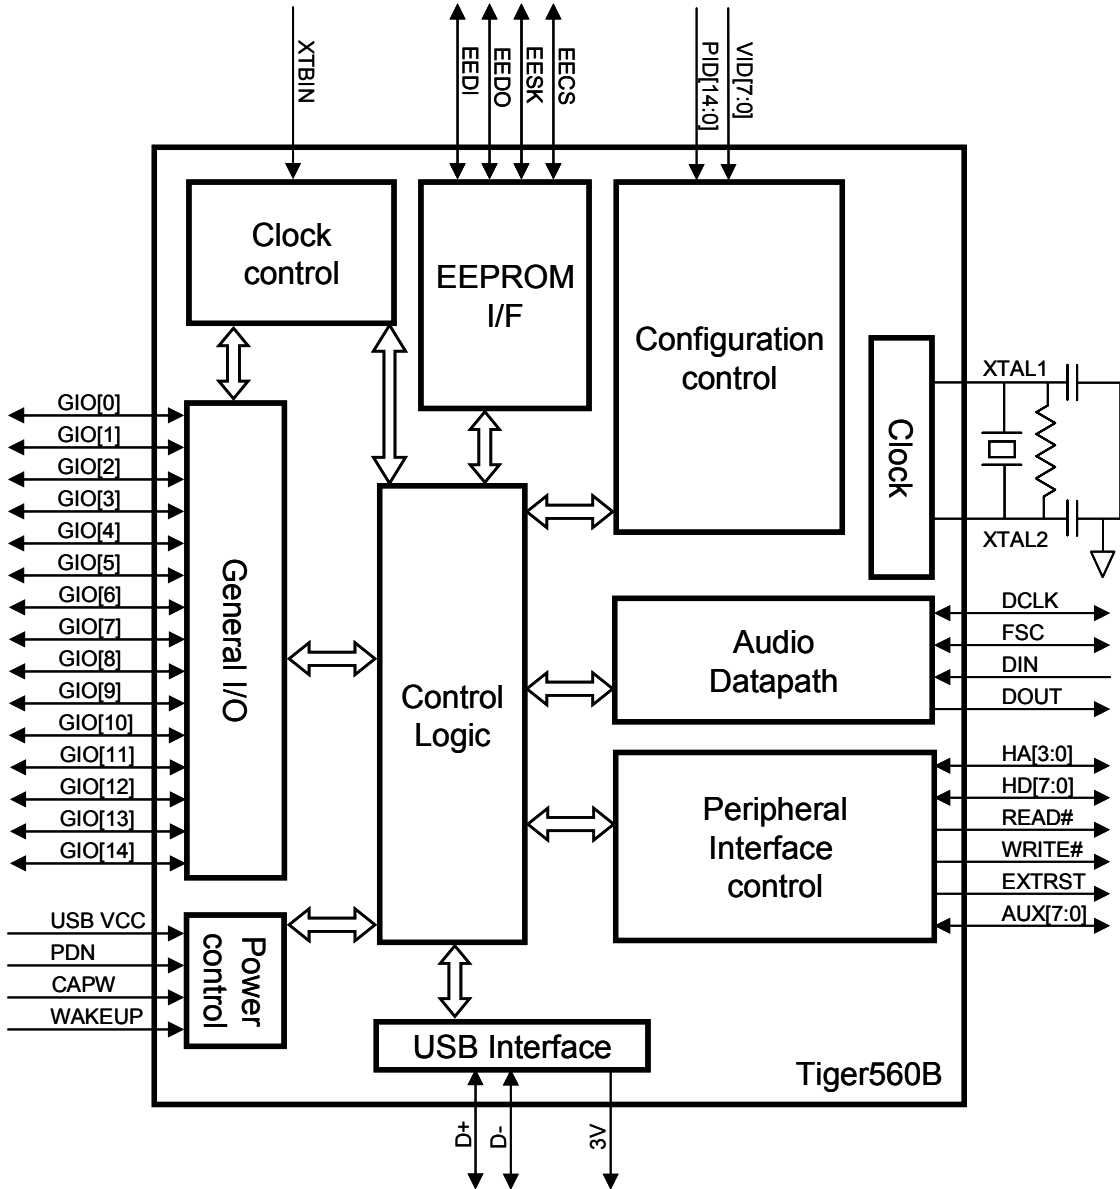 XTBIN
EEDI
EEDO
EESK
EECS
PID[14:0]
VID[7:0]
Clock
control
EEPROM
I/F
Configuration
control
Clock
XTAL1
XTAL2
GIO[0]
GIO[1]
GIO[2]
GIO[3]
GIO[4]
GIO[5]
GIO[6]
GIO[7]
GIO[8]
GIO[9]
GIO[10]
GIO[11]
GIO[12]
GIO[13]
GIO[14]
General I/O
Control
Logic
Audio
Datapath
DCLK
FSC
DIN
DOUT
Peripheral
Interface
control
HA[3:0]
HD[7:0]
READ#
WRITE#
EXTRST
AUX[7:0]
USB VCC
PDN
CAPW
WAKEUP
Power
control
USB Interface
Tiger560B
D+
D-
3V